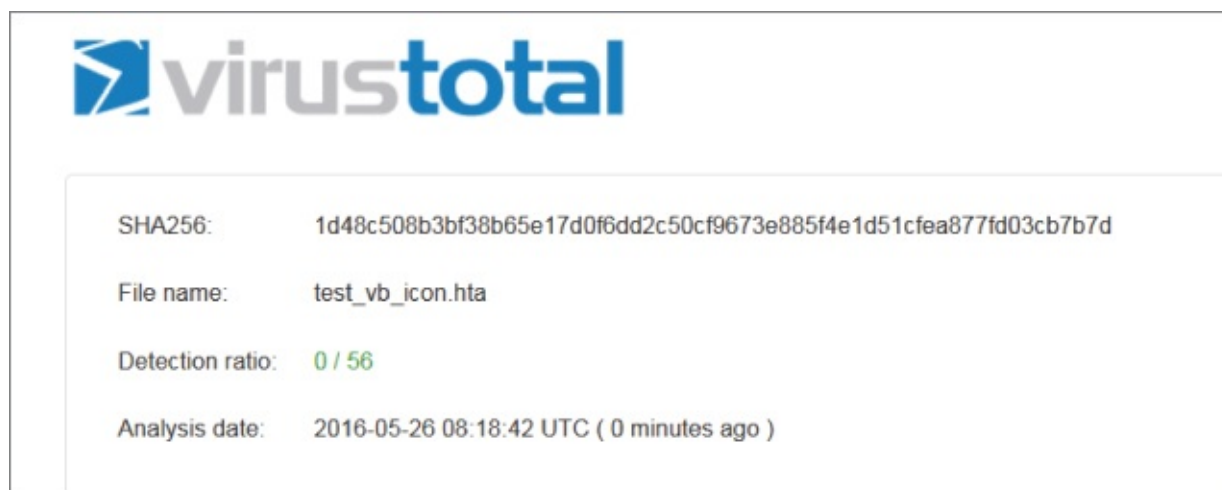 virustotal
SHA256: 1d48c508b3bf38b65e17d0f6dd2c50cf9673e885f4e1d51cfea877fd03cb7b7d
File name: test_vb_icon.hta
Detection ratio: 0 / 56
Analysis date: 2016-05-26 08:18:42 UTC ( 0 minutes ago )